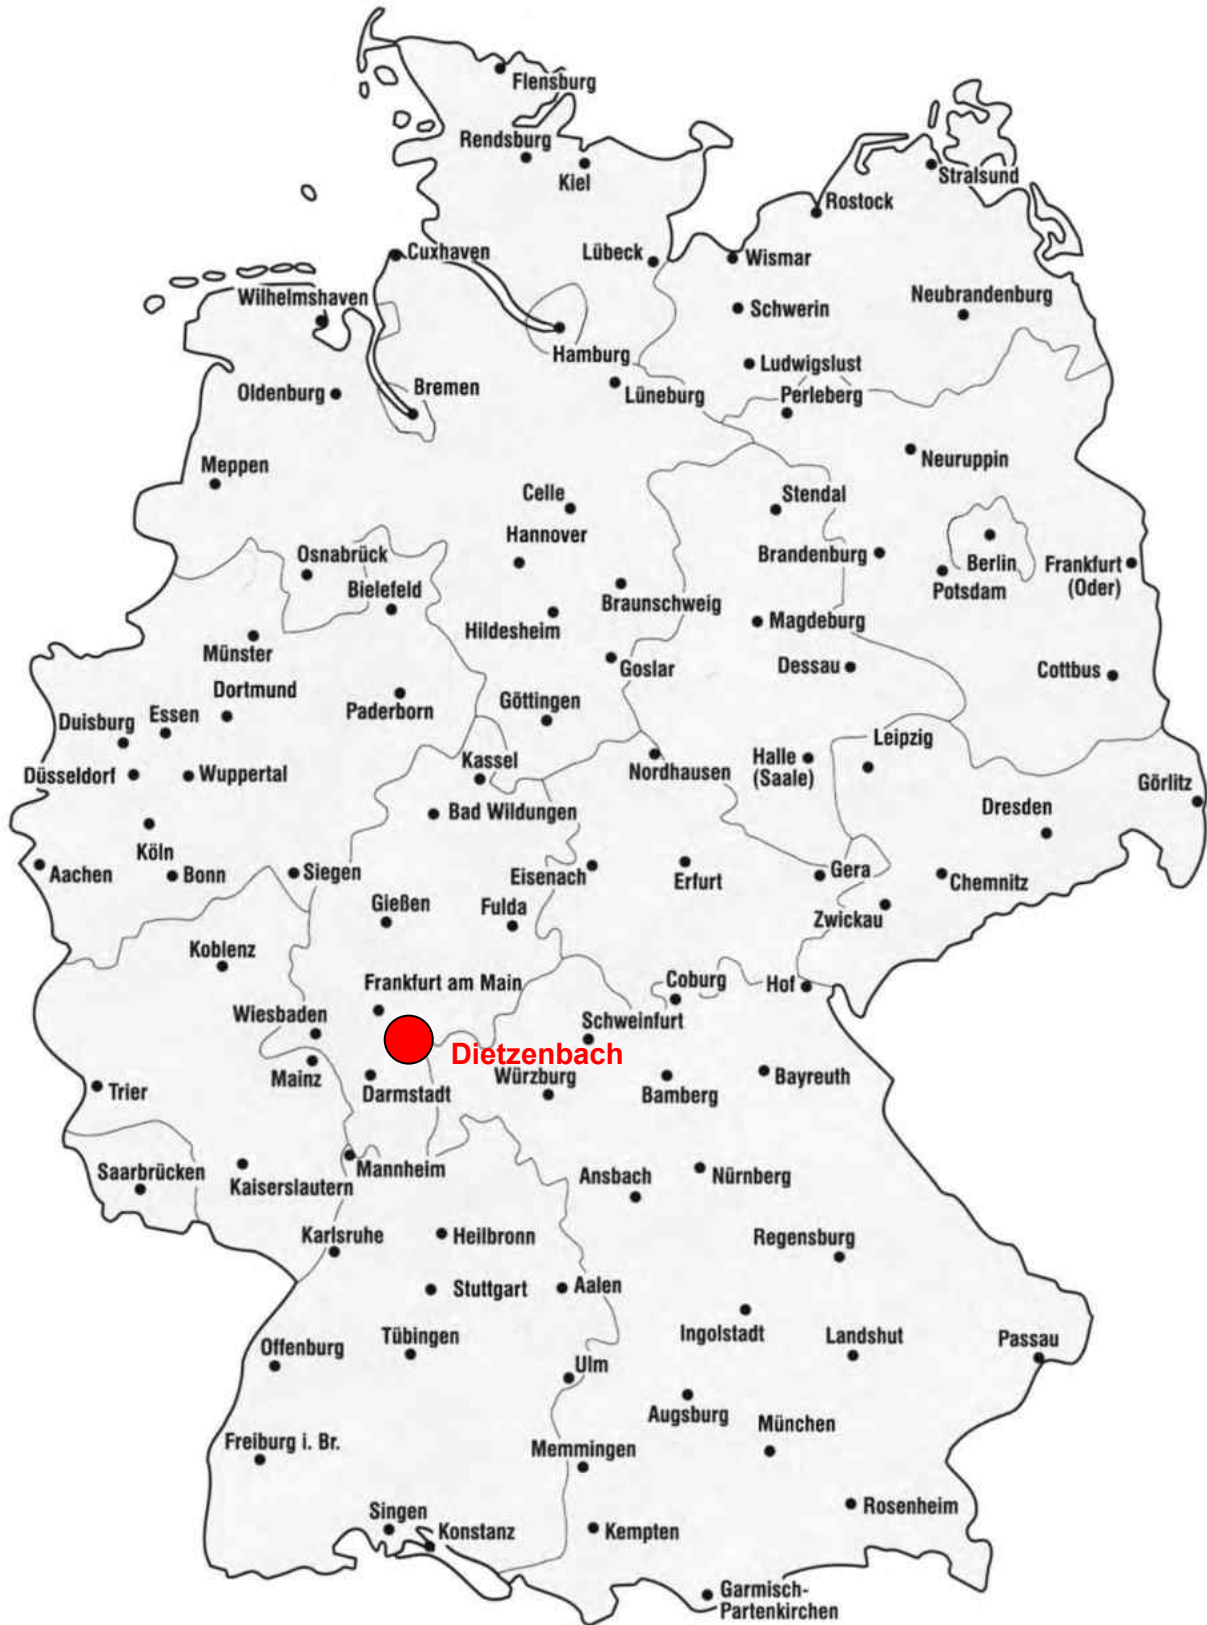 Flensburg
Rendsburg
Kiel
Stralsund
Rostock
Cuxhaven
Lübeck
Wismar
Wilhelmshaven
Schwerin
Neubrandenburg
Hamburg
Ludwigslust
Oldenburg
Bremen
Lüneburg
Perleberg
Meppen
Neuruppin
Celle
Stendal
Hannover
Osnabrück
Brandenburg
Berlin
Frankfurt
(Oder)
Bielefeld
Potsdam
Braunschweig
Hildesheim
Magdeburg
Münster
Goslar
Dessau
Cottbus
Dortmund
Paderborn
Göttingen
Duisburg
Essen
Leipzig
Düsseldorf
Wuppertal
Kassel
Nordhausen
Halle
(Saale)
Görlitz
Bad Wildungen
Dresden
Köln
Aachen
Bonn
Siegen
Eisenach
Erfurt
Gera
Chemnitz
Gießen
Fulda
Zwickau
Koblenz
Frankfurt am Main
Coburg
Hof
Wiesbaden
Schweinfurt
Dietzenbach
Mainz
Trier
Darmstadt
Würzburg
Bamberg
Bayreuth
Saarbrücken
Kaiserslautern
Mannheim
Ansbach
Nürnberg
Karlsruhe
Heilbronn
Regensburg
Stuttgart
Aalen
Offenburg
Tübingen
Ingolstadt
Landshut
Passau
Ulm
Augsburg
München
Freiburg i. Br.
Memmingen
Singen
Konstanz
Kempten
Rosenheim
Garmisch-
Partenkirchen